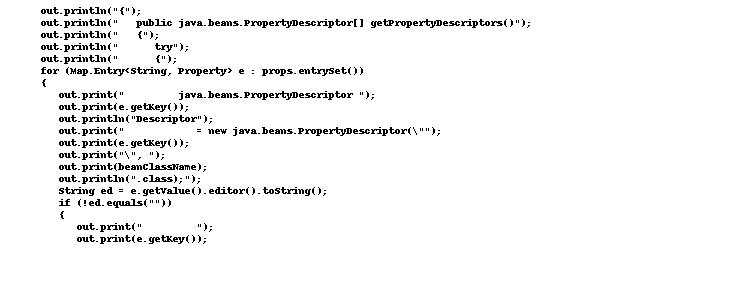 out.println("{");
out.println("   public java.beans.PropertyDescriptor[] getPropertyDescriptors()");
out.println("   {");
out.println("      try");
out.println("      {");
for (Map.Entry<String, Property> e : props.entrySet())
{
   out.print("         java.beans.PropertyDescriptor ");
   out.print(e.getKey());
   out.println("Descriptor");
   out.print("            = new java.beans.PropertyDescriptor(\"");
   out.print(e.getKey());
   out.print("\", ");
   out.print(beanClassName);
   out.println(".class);");
   String ed = e.getValue().editor().toString();
   if (!ed.equals(""))
   {
      out.print("         ");
      out.print(e.getKey());